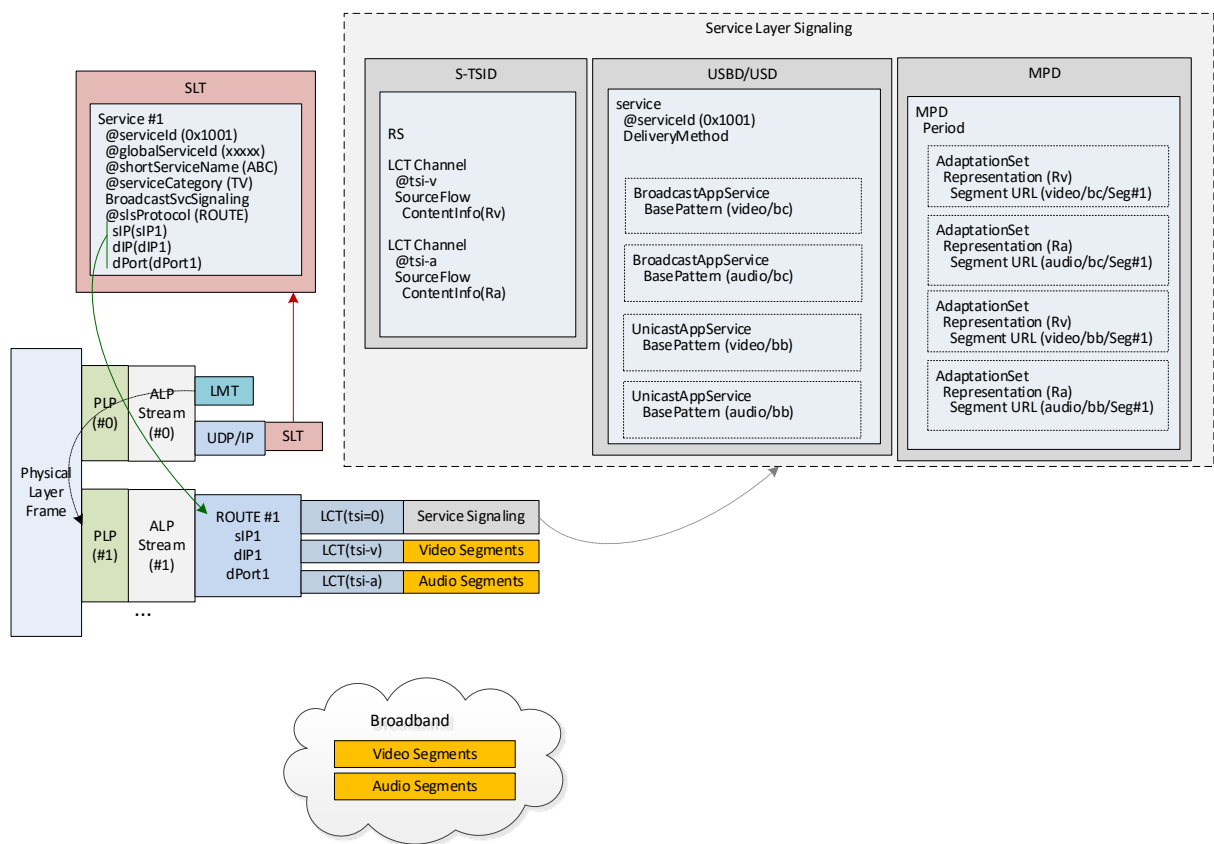 Service Layer Signaling
SLT
Service #1
@serviceId (0x1001)
@globalServiceId (xxxxx)
@shortServiceName (ABC)
@serviceCategory (TV)
BroadcastSvcSignaling
@slsProtocol (ROUTE)
sIP(sIP1)
dIP(dIP1)
dPort(dPort1)
S-TSID
RS
LCT Channel
@tsi-v
SourceFlow
ContentInfo(Rv)
LCT Channel
@tsi-a
SourceFlow
ContentInfo(Ra)
USBD/USD
service
@serviceId (0x1001)
DeliveryMethod
BroadcastAppService
BasePattern (video/bc)
BroadcastAppService
BasePattern (audio/bc)
UnicastAppService
BasePattern (video/bb)
UnicastAppService
BasePattern (audio/bb)
MPD
MPD
Period
AdaptationSet
Representation (Rv)
Segment URL (video/bc/Seg#1)
AdaptationSet
Representation (Ra)
Segment URL (audio/bc/Seg#1)
AdaptationSet
Representation (Rv)
Segment URL (video/bb/Seg#1)
AdaptationSet
Representation (Ra)
Segment URL (audio/bb/Seg#1)
Physical
Layer
Frame
PLP
(#0)
ALP
Stream
(#0)
LMT
UDP/IP
SLT
PLP
(#1)
ALP
Stream
(#1)
ROUTE #1
sIP1
dIP1
dPort1
LCT(tsi=0)
Service Signaling
LCT(tsi-v)
Video Segments
LCT(tsi-a)
Audio Segments
...
Broadband
Video Segments
Audio Segments